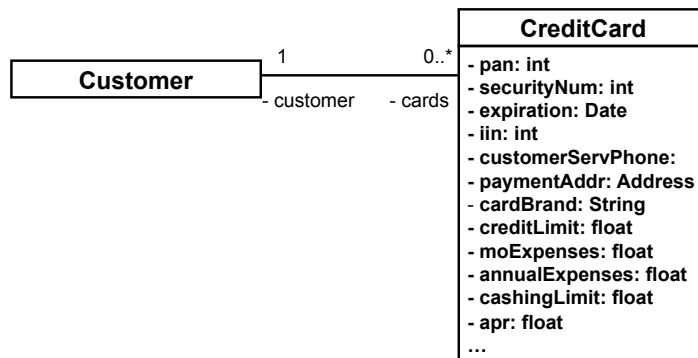 CreditCard
1
0..*
Customer
- customer
- cards
- pan: int
- securityNum: int
- expiration: Date
- iin: int
- customerServPhone:
- paymentAddr: Address
- cardBrand: String
- creditLimit: float
- moExpenses: float
- annualExpenses: float
- cashingLimit: float
- apr: float
...